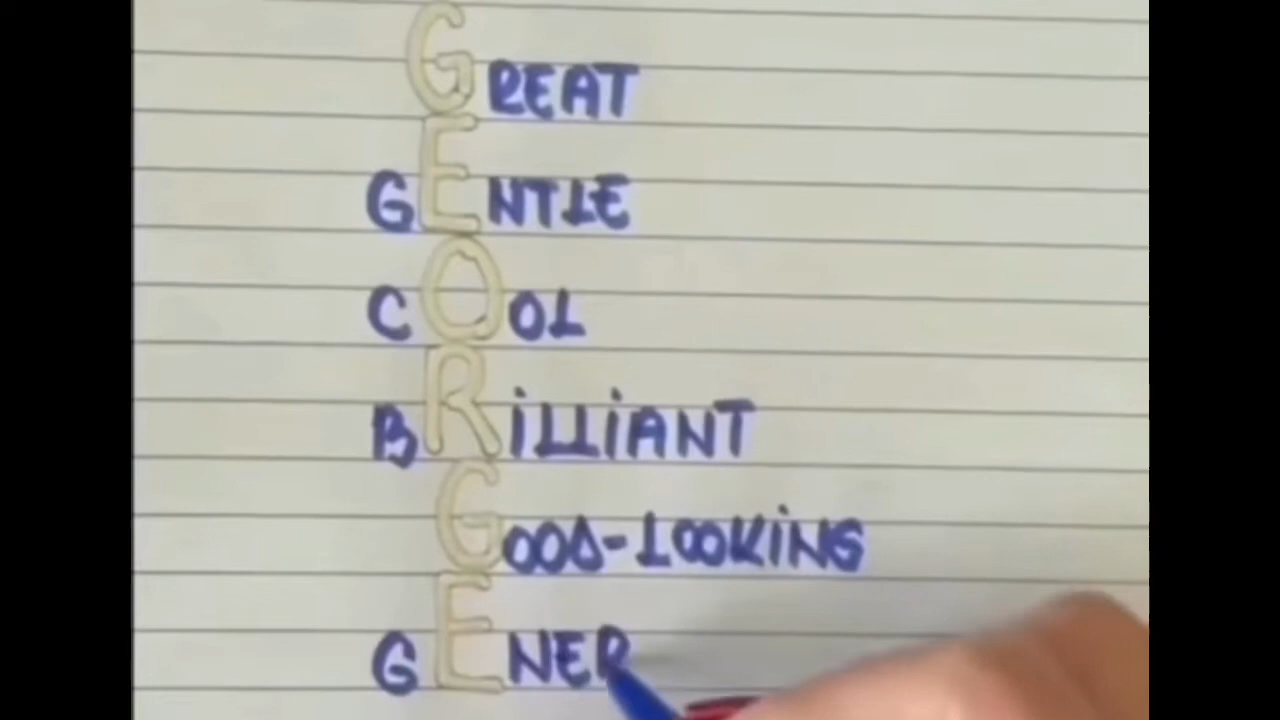 GREAT
GENTLE
COOL
BRiLLiANT
GOOD-LOOKiNG
GENER